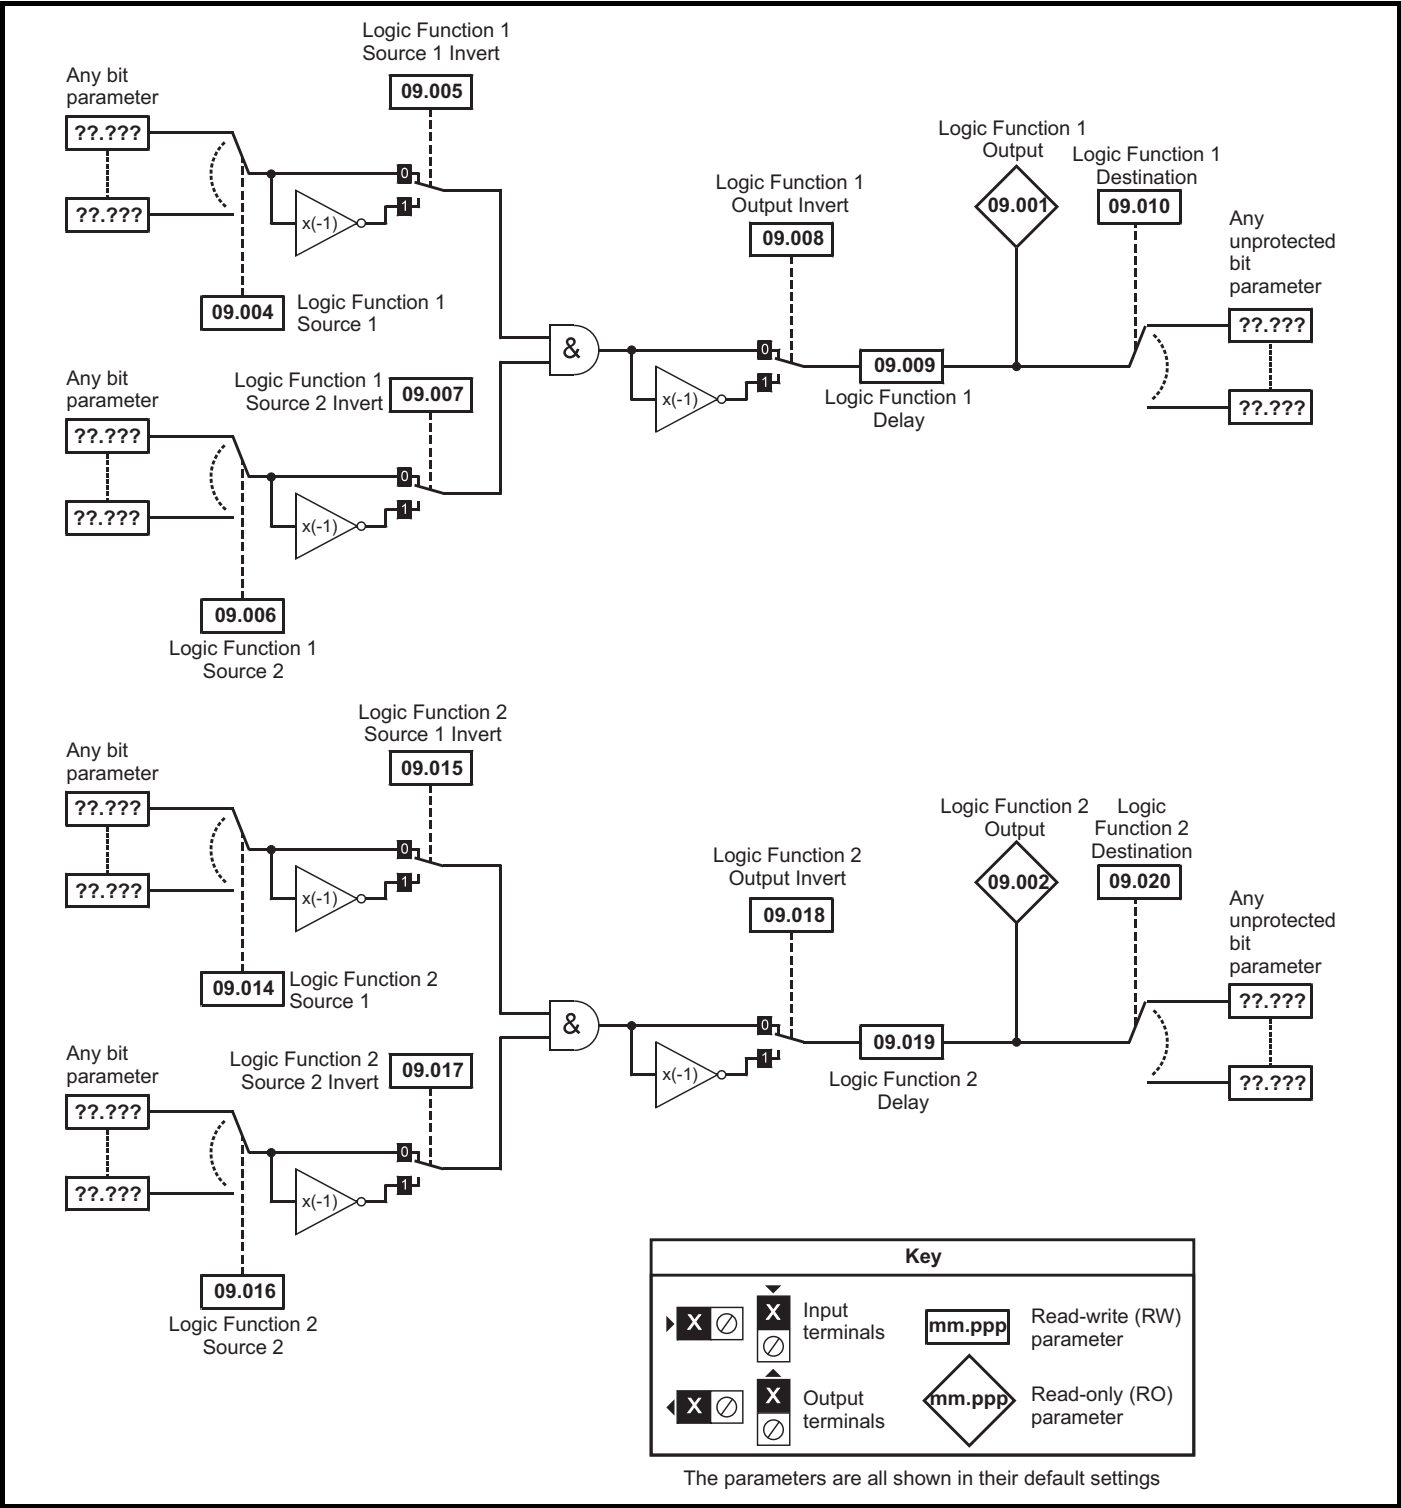 Logic Function 1
Source 1 Invert
09.005
Any bit
parameter
??.???
??.???
0
1
x(-1)
09.004
Logic Function 1
Source 1
Any bit
parameter
??.???
??.???
Logic Function 1
Source 2 Invert
09.007
0
1
x(-1)
09.006
Logic Function 1
Source 2
&
x(-1)
0
1
Logic Function 1
Output Invert
09.008
09.009
Logic Function 1
Delay
Logic Function 1
Output
09.001
Logic Function 1
Destination
09.010
Any
unprotected
bit
parameter
??.???
??.???
Logic Function 2
Source 1 Invert
09.015
Any bit
parameter
??.???
??.???
0
1
x(-1)
09.014
Logic Function 2
Source 1
Any bit
parameter
??.???
??.???
Logic Function 2
Source 2 Invert
09.017
0
1
x(-1)
09.016
Logic Function 2
Source 2
&
x(-1)
0
1
Logic Function 2
Output Invert
09.018
09.019
Logic Function 2
Delay
Logic Function 2
Output
09.002
Logic
Function 2
Destination
09.020
Any
unprotected
bit
parameter
??.???
??.???
Key
X
X
Input
terminals
mm.ppp
Read-write (RW)
parameter
X
X
Output
terminals
mm.ppp
Read-only (RO)
parameter
The parameters are all shown in their default settings